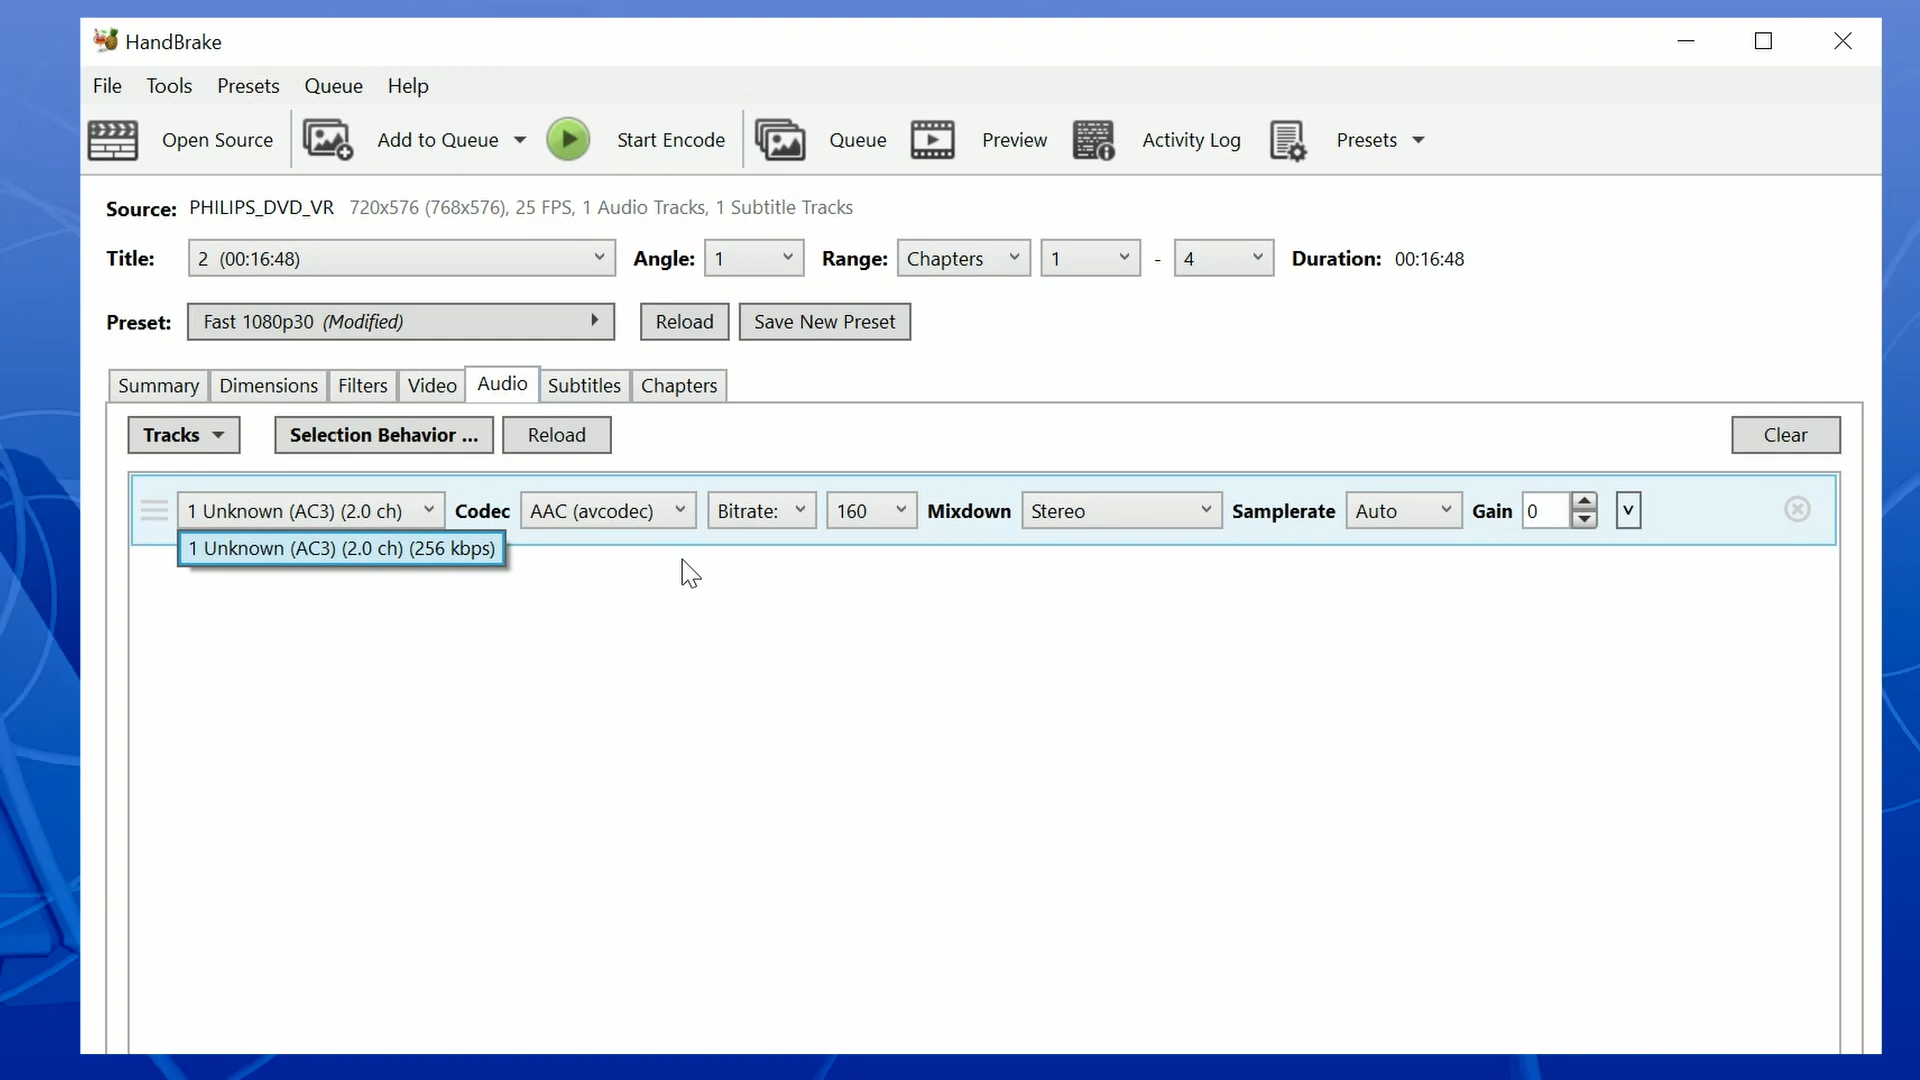 HandBrake
File Tools Presets Queue Help
Open Source Add to Queue Start Encode Queue Preview Activity Log Presets
Source: PHILIPS_DVD_VR 720x576 (768x576), 25 FPS, 1 Audio Tracks, 1 Subtitle Tracks
Title: 2 (00:16:48) Angle: 1 Range: Chapters 1 - 4 Duration: 00:16:48
Preset: Fast 1080p30 (Modified) Reload Save New Preset
Summary Dimensions Filters Video Audio Subtitles Chapters
Tracks Selection Behavior ... Reload Clear
1 Unknown (AC3) (2.0 ch) Codec AAC (avcodec) Bitrate: 160 Mixdown Stereo Samplerate Auto Gain 0
1 Unknown (AC3) (2.0 ch) (256 kbps)